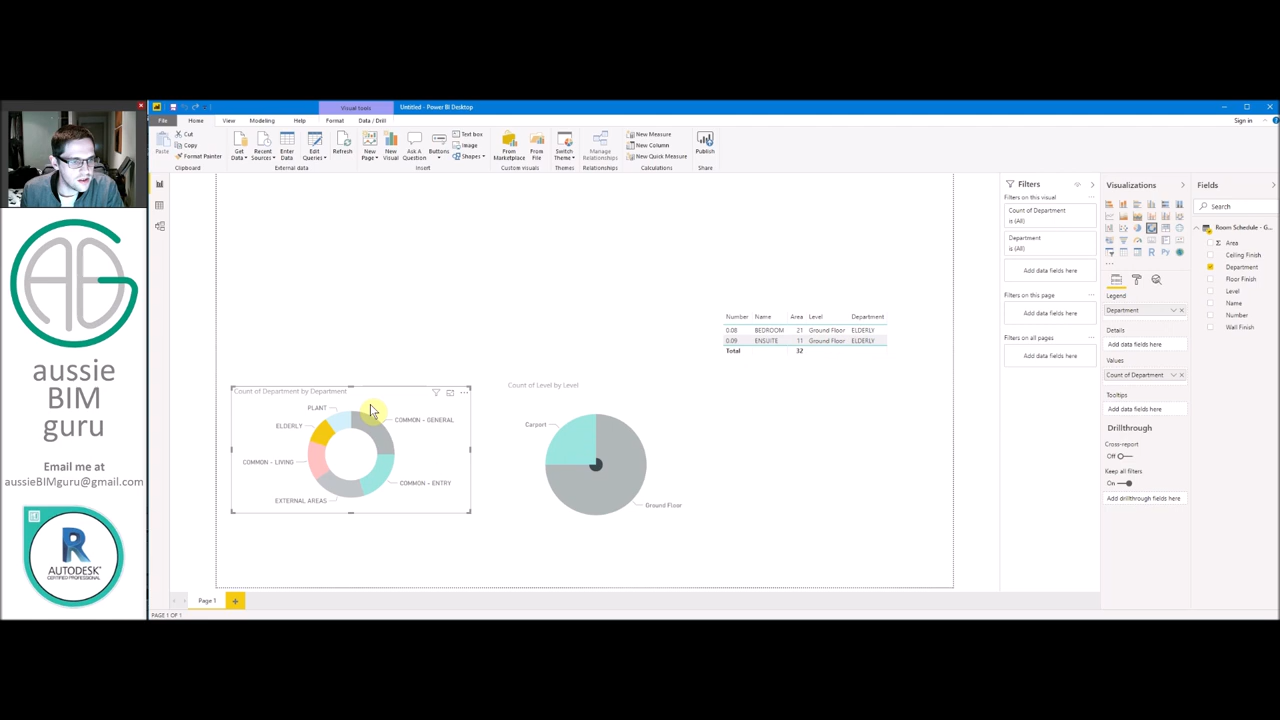 Visual tools
Untitled - Power BI Desktop
File
Home
View
Modeling
Help
Format
Data / Drill
Sign in
Paste
Cut
Copy
Format Painter
Clipboard
Get Data
Recent Sources
Enter Data
Edit Queries
Refresh
External data
New Page
New Visual
Ask A Question
Buttons
Text box
Image
Shapes
Insert
From Marketplace
From File
Custom visuals
Switch Theme
Themes
Manage Relationships
Relationships
New Measure
New Column
New Quick Measure
Calculations
Publish
Share
AG
aussie
BIM
guru
Email me at
aussieBIMguru@gmail.com
R
AUTODESK
CERTIFIED PROFESSIONAL
Number Name Area Level Department
0.08 BEDROOM 21 Ground Floor ELDERLY
0.09 ENSUITE 11 Ground Floor ELDERLY
Total 32
Count of Department by Department
PLANT
ELDERLY
COMMON - LIVING
EXTERNAL AREAS
COMMON - GENERAL
COMMON - ENTRY
Count of Level by Level
Carport
Ground Floor
Filters
Filters on this visual
Count of Department
is (All)
Department
is (All)
Add data fields here
Filters on this page
Add data fields here
Filters on all pages
Add data fields here
Visualizations
Legend
Department
Details
Add data fields here
Values
Count of Department
Tooltips
Add data fields here
Drillthrough
Cross-report
Off
Keep all filters
On
Add drillthrough fields here
Fields
Search
Room Schedule - G...
Area
Ceiling Finish
Department
Floor Finish
Level
Name
Number
Wall Finish
Page 1
PAGE 1 OF 1